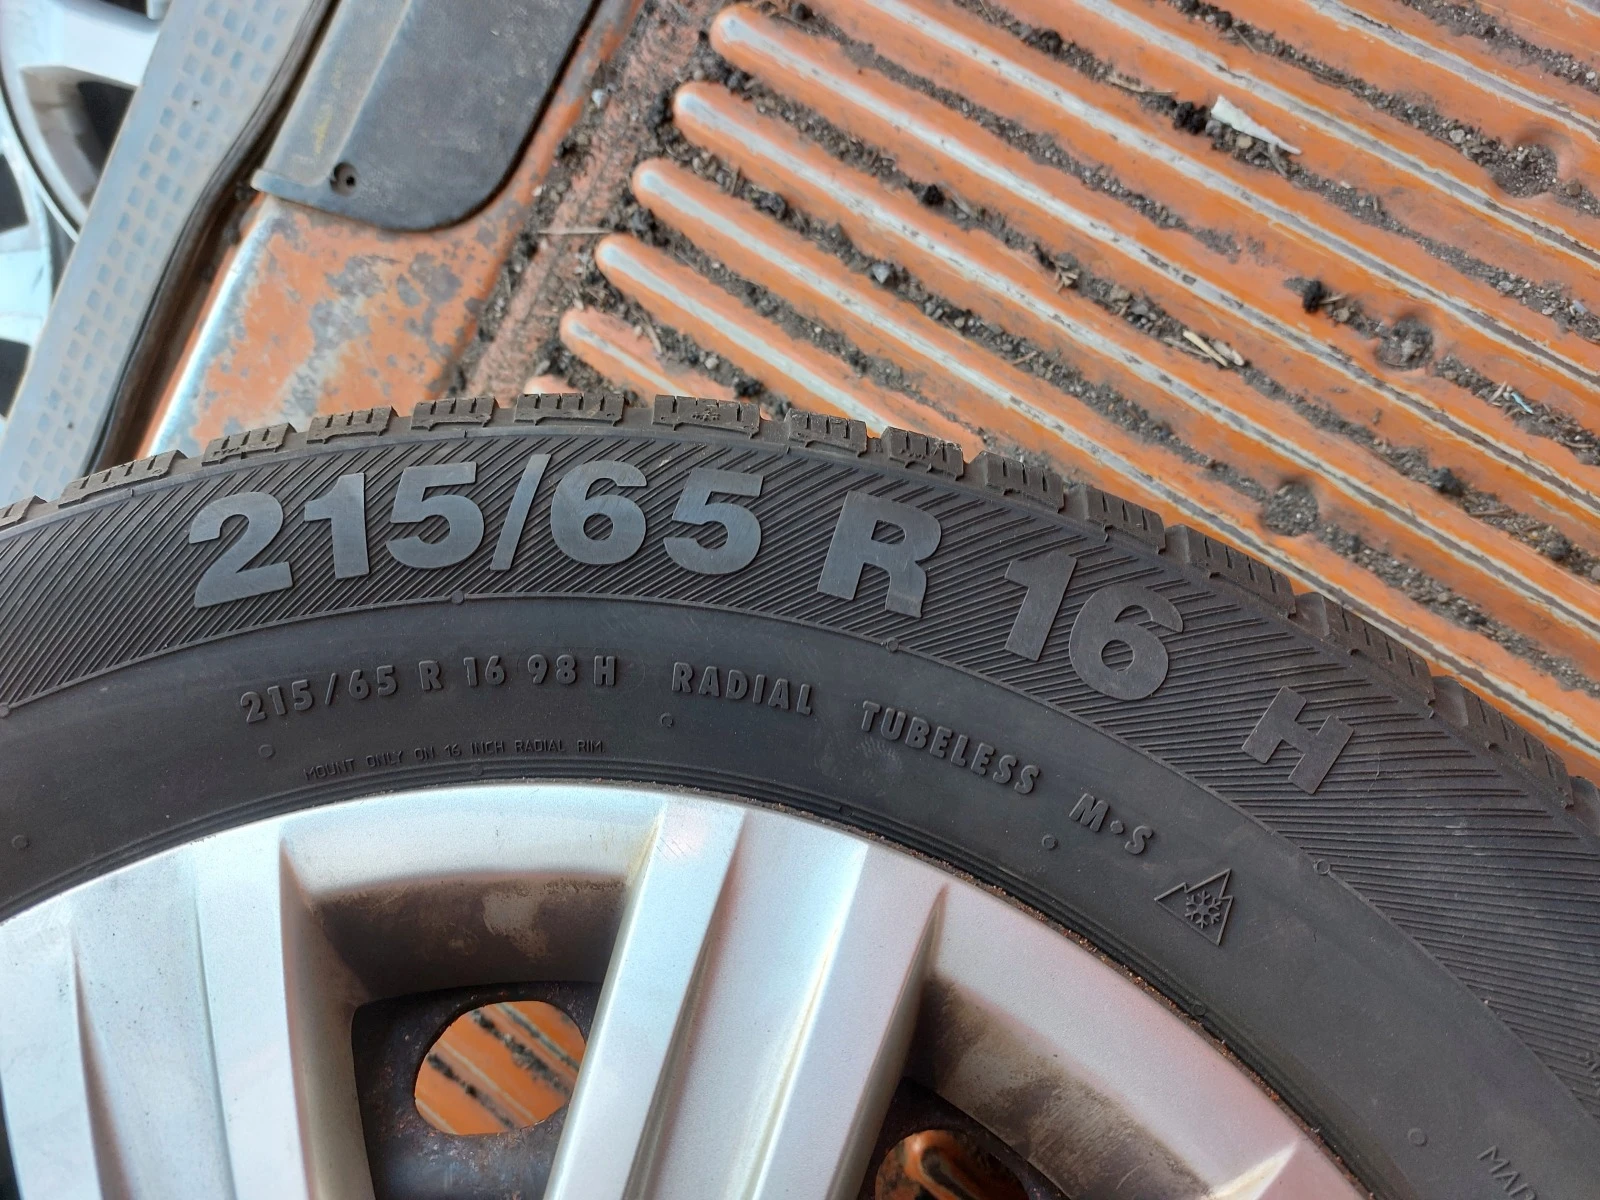 215/65 R 16 H
215/65 R 16 98 H RADIAL TUBELESS M•S
MOUNT ONLY ON 16 INCH RADIAL RIM